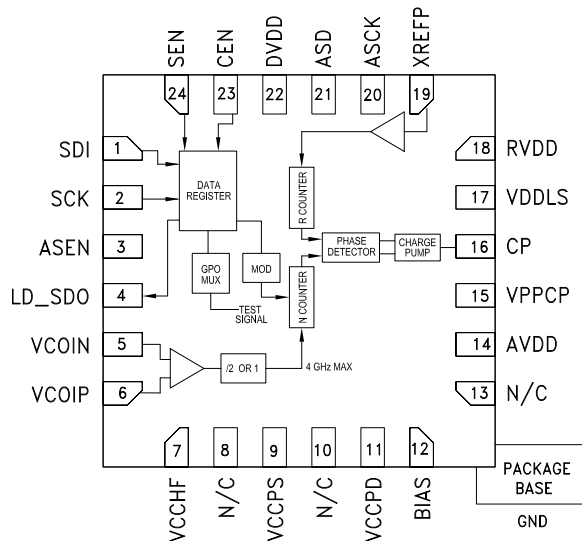 SEN
CEN
DVDD
ASD
ASCK
XREFP
24
23
22
21
20
19
SDI
1
SCK
2
ASEN
3
LD_SDO
4
VCOIN
5
VCOIP
6
DATA
REGISTER
GPO
MUX
MOD
TEST
SIGNAL
R COUNTER
N COUNTER
PHASE
DETECTOR
CHARGE
PUMP
/2 OR 1
4 GHz MAX
18
RVDD
17
VDDLS
16
CP
15
VPPCP
14
AVDD
13
N/C
7
8
9
10
11
12
VCCHF
N/C
VCCPS
N/C
VCCPD
BIAS
PACKAGE
BASE
GND